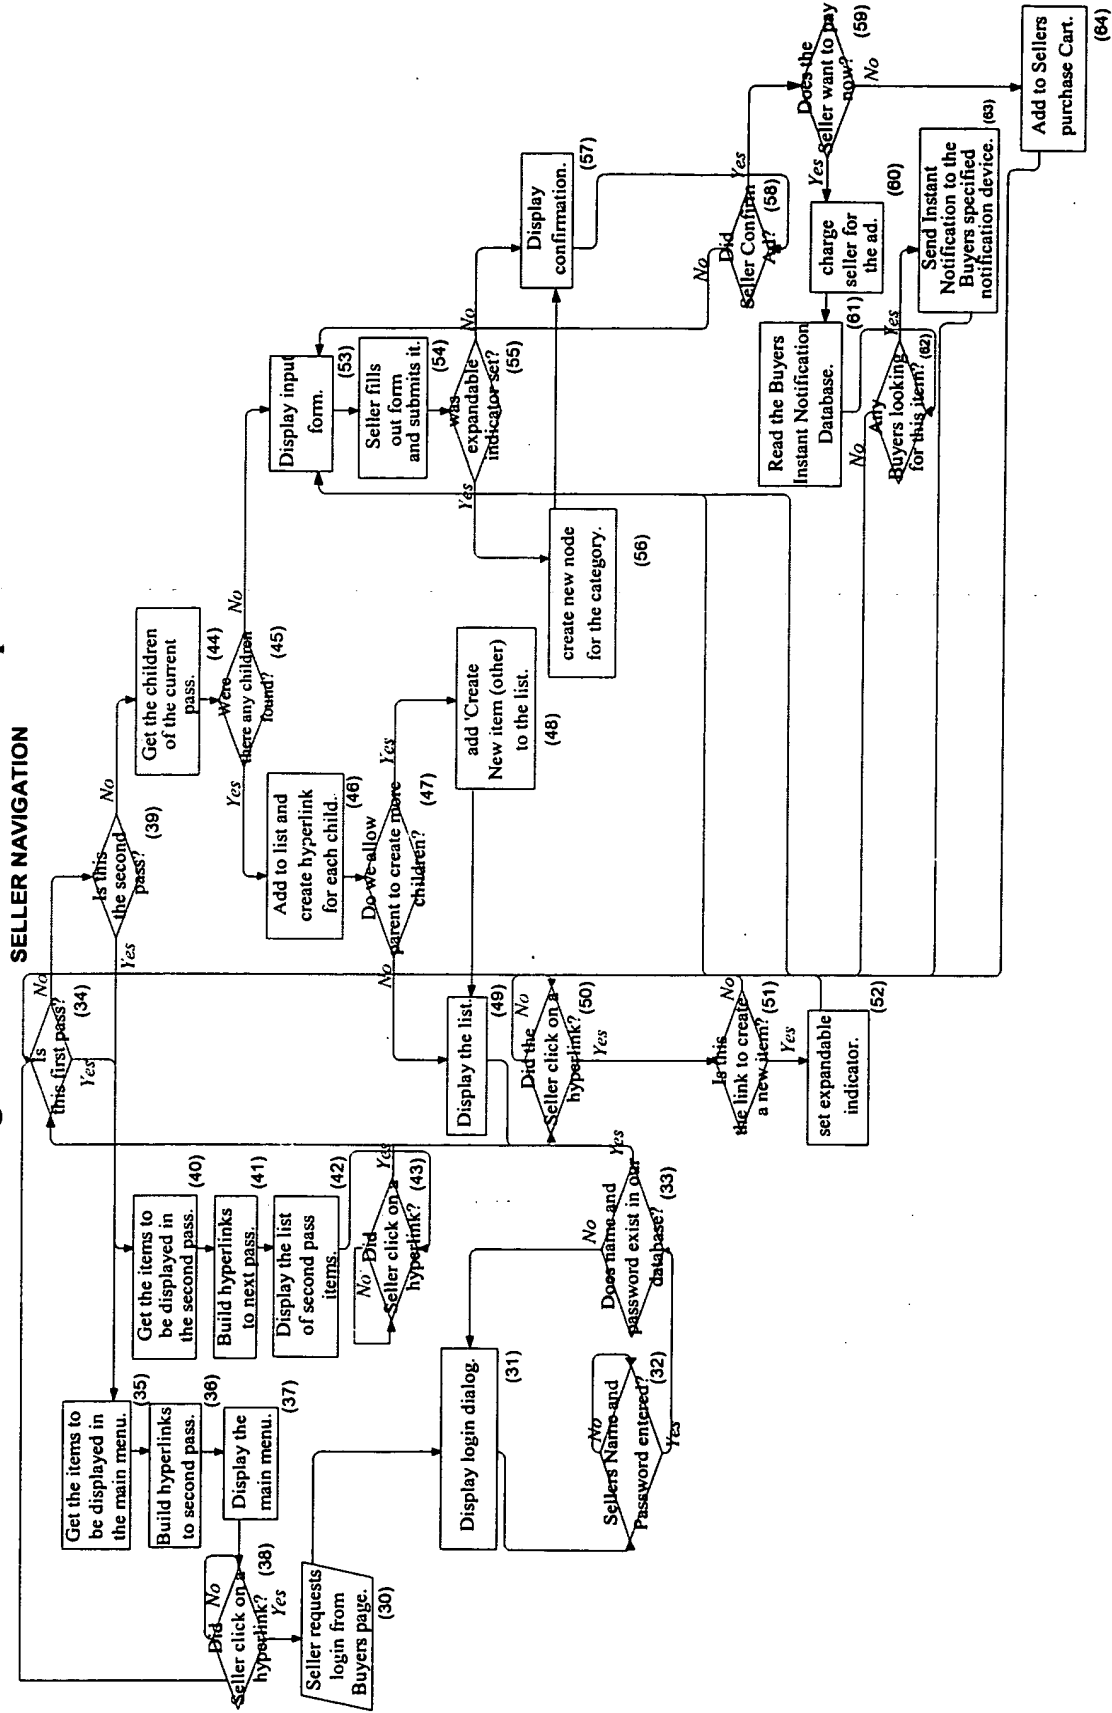 SELLER NAVIGATION
Is
this first pass?
(34)
No
Yes
Get the items to
be displayed in
the main menu.
(35)
Build hyperlinks
to second pass.
(36)
Display the
main menu.
(37)
Did
Seller click on a
hyperlink?
(38)
No
Yes
Seller requests
login from
Buyers page.
(30)
Display login dialog.
(31)
Sellers Name and
Password entered?
(32)
No
Yes
Does name and
password exist in our
database?
(33)
No
Yes
Is this
the second
pass?
(39)
No
Yes
Get the items to
be displayed in
the second pass.
(40)
Build hyperlinks
to next pass.
(41)
Display the list
of second pass
items.
(42)
Did
Seller click on a
hyperlink?
(43)
No
Yes
Get the children
of the current
pass.
(44)
Were
there any children
found?
(45)
No
Yes
Add to list and
create hyperlink
for each child.
(46)
Do we allow
parent to create more
children?
(47)
No
Yes
add 'Create
New item (other)
to the list.
(48)
Display the list.
(49)
Did the
Seller click on a
hyperlink?
(50)
No
Yes
Is this
the link to create
a new item?
(51)
No
Yes
set expandable
indicator.
(52)
Display input
form.
(53)
Seller fills
out form
and submits it.
(54)
was
expandable
indicator set?
(55)
No
Yes
create new node
for the category.
(56)
Display
confirmation.
(57)
Did
Seller Confirm
Ad?
(58)
No
Yes
Does the
Seller want to pay
now?
(59)
No
Yes
charge
seller for
the ad.
(60)
Read the Buyers
Instant Notification
Database.
(61)
Any
Buyers looking
for this item?
(62)
No
Yes
Send Instant
Notification to the
Buyers specified
notification device.
(63)
Add to Sellers
purchase Cart.
(64)